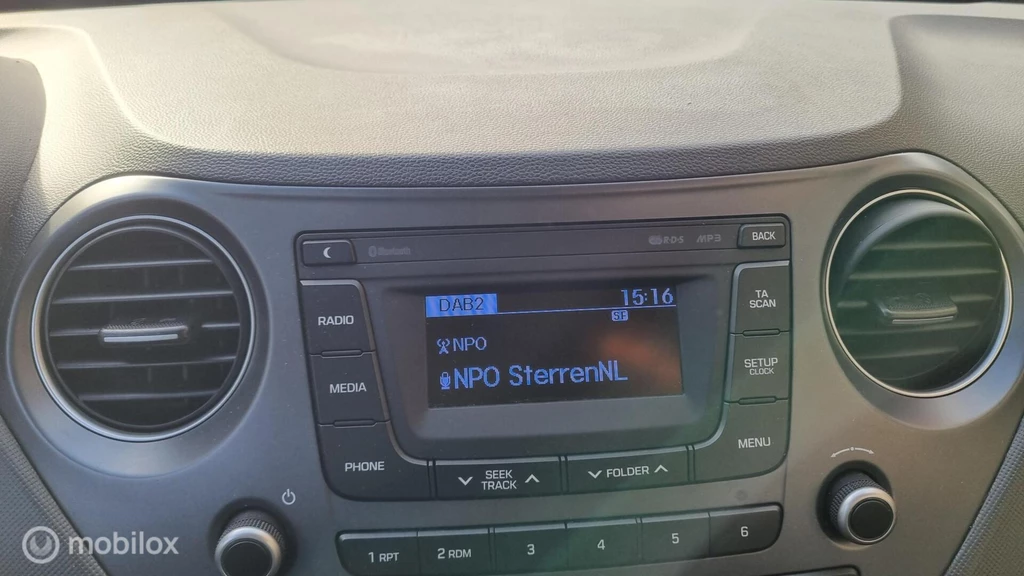 Bluetooth R·D·S MP3 BACK
DAB2 15:16
SF
NPO
NPO SterrenNL
RADIO
MEDIA
PHONE
TA
SCAN
SETUP
CLOCK
MENU
SEEK
TRACK
FOLDER
1 RPT 2 RDM 3 4 5 6
mobilox